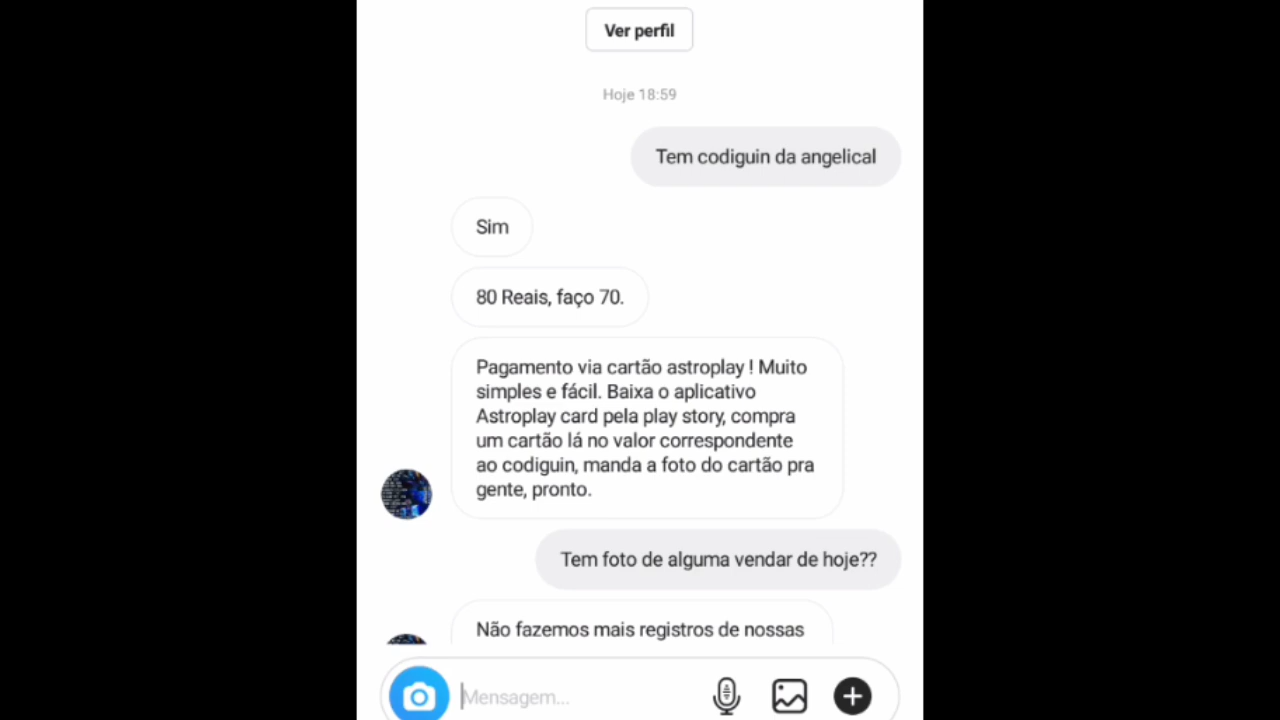 Ver perfil
Hoje 18:59
Tem codiguin da angelical
Sim
80 Reais, faço 70.
Pagamento via cartão astroplay ! Muito
simples e fácil. Baixa o aplicativo
Astroplay card pela play story, compra
um cartão lá no valor correspondente
ao codiguin, manda a foto do cartão pra
gente, pronto.
Tem foto de alguma vendar de hoje??
Não fazemos mais registros de nossas
Mensagem...